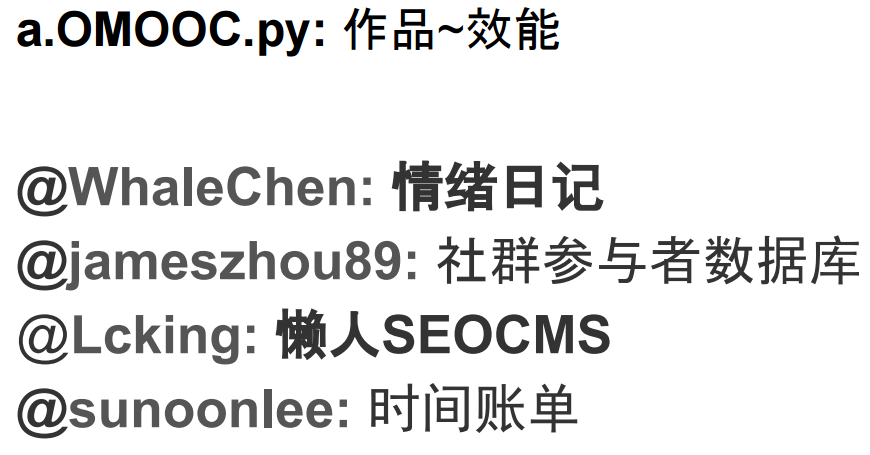 a.OMOOC.py: 作品~效能
@WhaleChen: 情绪日记
@jameszhou89: 社群参与者数据库
@Lcking: 懒人SEOCMS
@sunoonlee: 时间账单